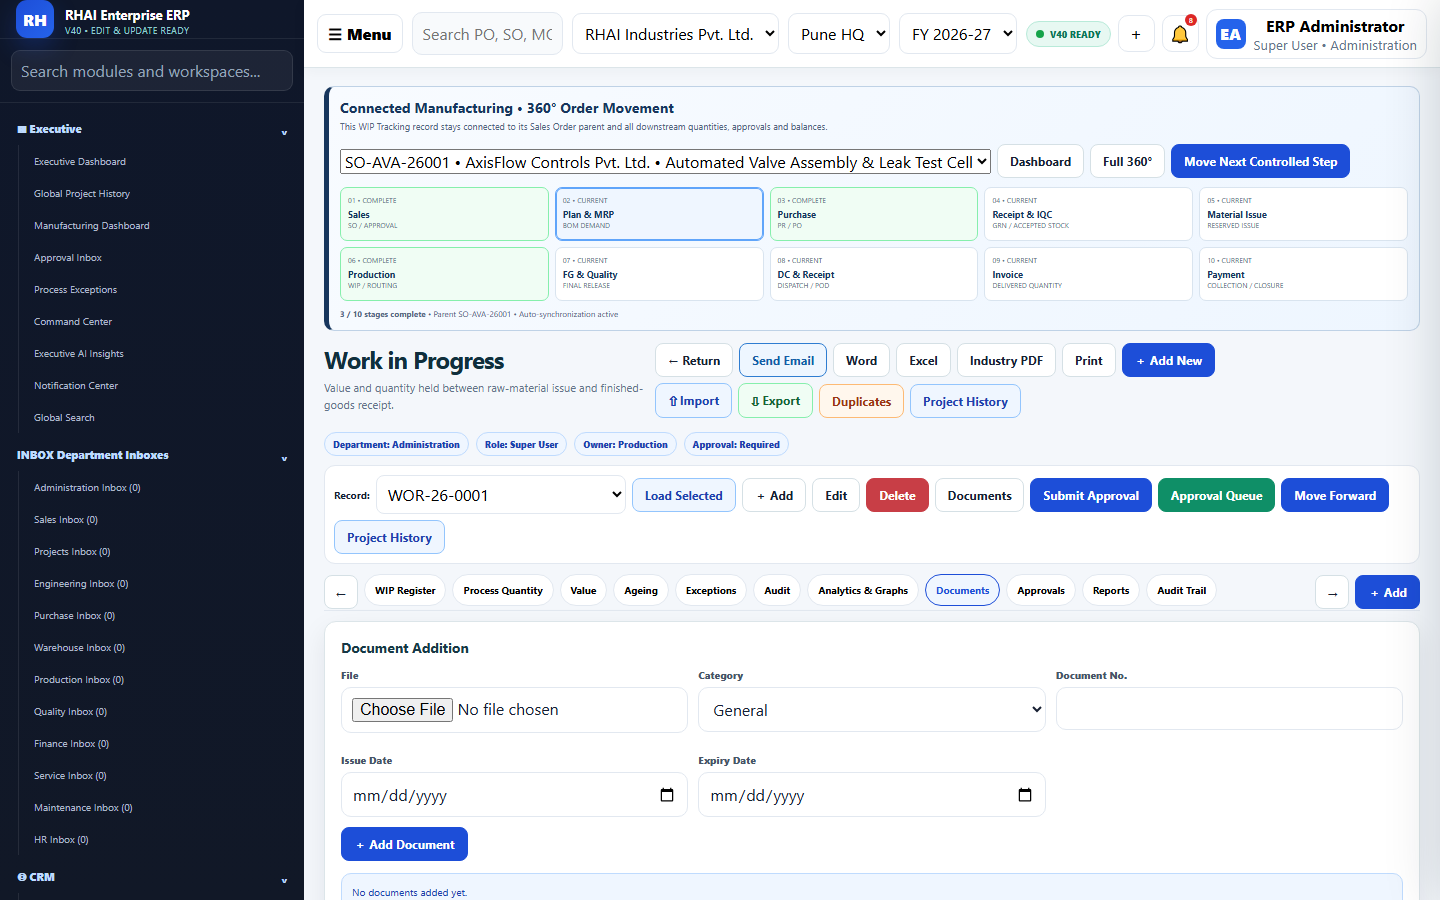 RH
RHAI Enterprise ERP
V40 • EDIT & UPDATE READY
Search modules and workspaces...
Executive
Executive Dashboard
Global Project History
Manufacturing Dashboard
Approval Inbox
Process Exceptions
Command Center
Executive AI Insights
Notification Center
Global Search
INBOX Department Inboxes
Administration Inbox (0)
Sales Inbox (0)
Projects Inbox (0)
Engineering Inbox (0)
Purchase Inbox (0)
Warehouse Inbox (0)
Production Inbox (0)
Quality Inbox (0)
Finance Inbox (0)
Service Inbox (0)
Maintenance Inbox (0)
HR Inbox (0)
CRM
☰ Menu
Search PO, SO, MC
RHAI Industries Pvt. Ltd.
Pune HQ
FY 2026-27
V40 READY
+
8
EA
ERP Administrator
Super User • Administration
Connected Manufacturing • 360° Order Movement
This WIP Tracking record stays connected to its Sales Order parent and all downstream quantities, approvals and balances.
SO-AVA-26001 • AxisFlow Controls Pvt. Ltd. • Automated Valve Assembly & Leak Test Cell
Dashboard
Full 360°
Move Next Controlled Step
01 • COMPLETE
Sales
SO / APPROVAL
02 • CURRENT
Plan & MRP
BOM DEMAND
03 • COMPLETE
Purchase
PR / PO
04 • CURRENT
Receipt & IQC
GRN / ACCEPTED STOCK
05 • CURRENT
Material Issue
RESERVED ISSUE
06 • COMPLETE
Production
WIP / ROUTING
07 • CURRENT
FG & Quality
FINAL RELEASE
08 • CURRENT
DC & Receipt
DISPATCH / POD
09 • CURRENT
Invoice
DELIVERED QUANTITY
10 • CURRENT
Payment
COLLECTION / CLOSURE
3 / 10 stages complete • Parent SO-AVA-26001 • Auto-synchronization active
Work in Progress
Value and quantity held between raw-material issue and finished-
goods receipt.
← Return
Send Email
Word
Excel
Industry PDF
Print
+ Add New
⇧ Import
⇩ Export
Duplicates
Project History
Department: Administration
Role: Super User
Owner: Production
Approval: Required
Record:
WOR-26-0001
Load Selected
+ Add
Edit
Delete
Documents
Submit Approval
Approval Queue
Move Forward
Project History
←
WIP Register
Process Quantity
Value
Ageing
Exceptions
Audit
Analytics & Graphs
Documents
Approvals
Reports
Audit Trail
→
+ Add
Document Addition
File
Category
Document No.
Choose File No file chosen
General
Issue Date
Expiry Date
mm/dd/yyyy
mm/dd/yyyy
+ Add Document
No documents added yet.